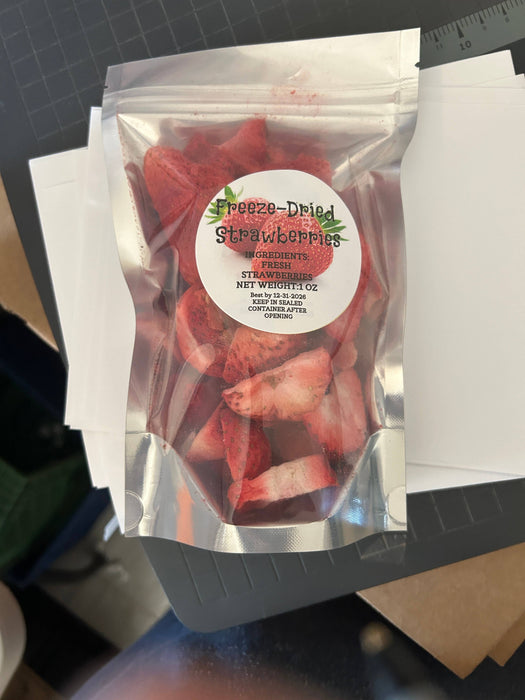 Freeze-Dried
Strawberries
INGREDIENTS:
FRESH
STRAWBERRIES
NET WEIGHT:1 OZ
Best by 12-31-2026
KEEP IN SEALED
CONTAINER AFTER
OPENING
10